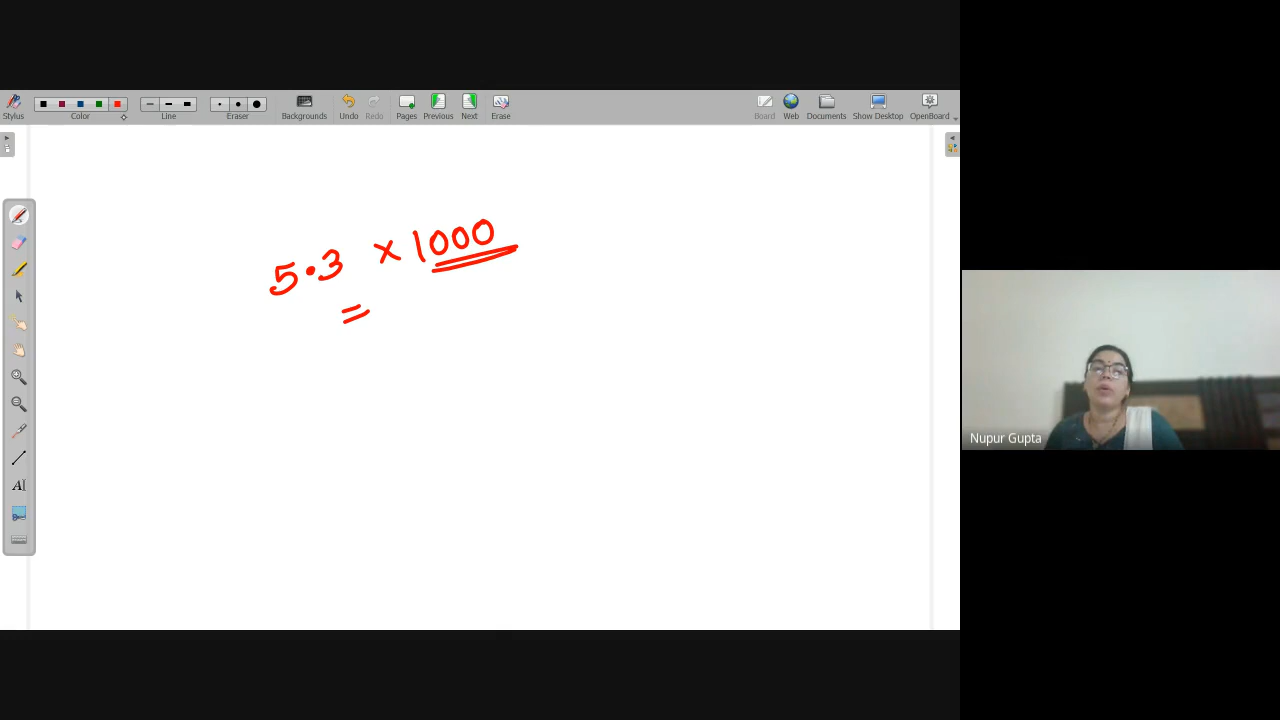 Stylus
Color
Line
Eraser
Backgrounds
Undo
Redo
Pages
Previous
Next
Erase
Board
Web
Documents
Show Desktop
OpenBoard
5·3 × 1000
=
Nupur Gupta